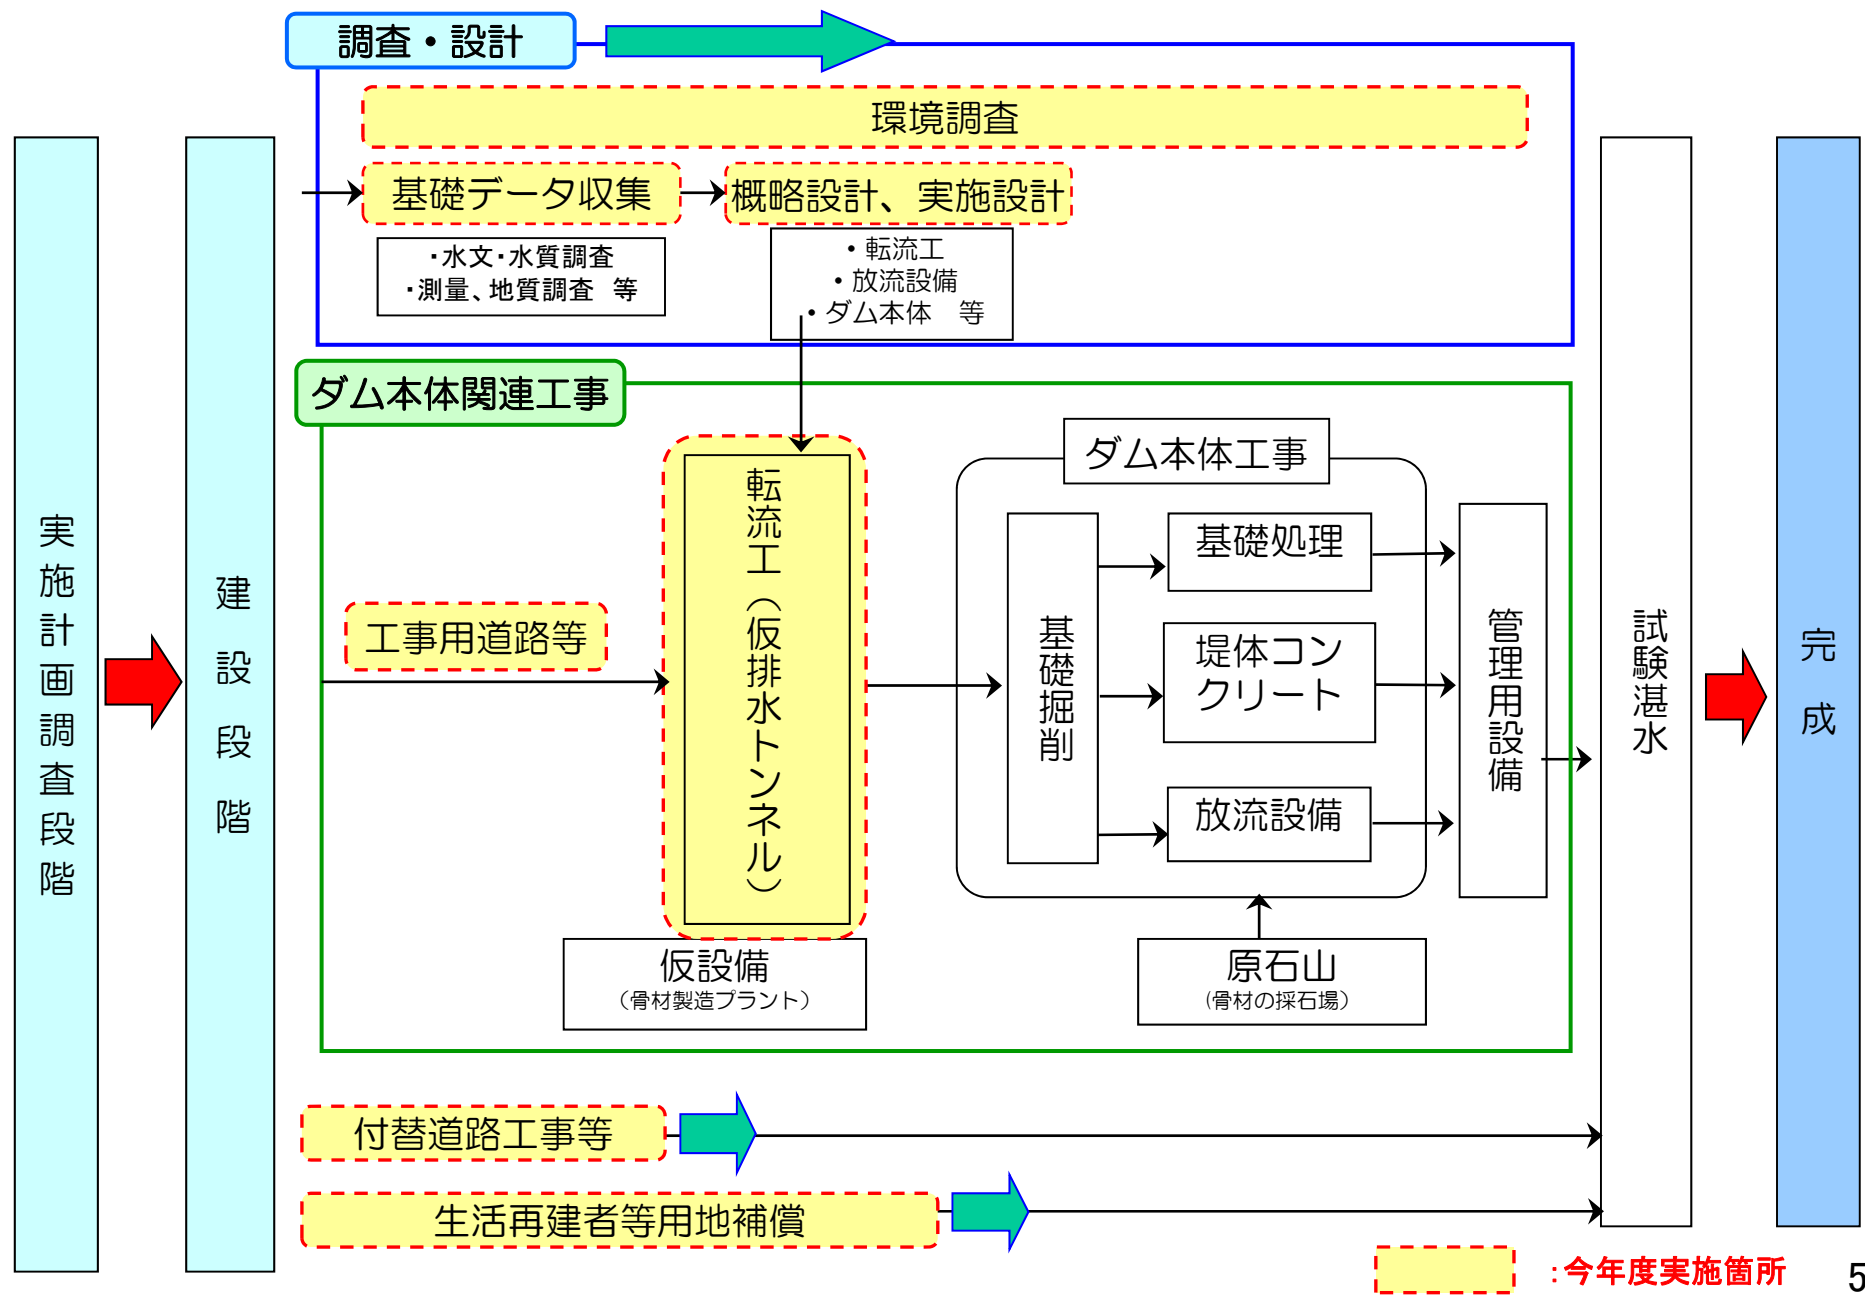 調査・設計
環境調査
基礎データ収集
概略設計、実施設計
・水文・水質調査
・測量、地質調査　等
・転流工
・放流設備
・ダム本体　等
ダム本体関連工事
実施計画調査段階
建設段階
工事用道路等
転流工（仮排水トンネル）
仮設備
（骨材製造プラント）
ダム本体工事
基礎掘削
基礎処理
堤体コン
クリート
放流設備
原石山
（骨材の採石場）
管理用設備
試験湛水
完成
付替道路工事等
生活再建者等用地補償
：今年度実施箇所
5